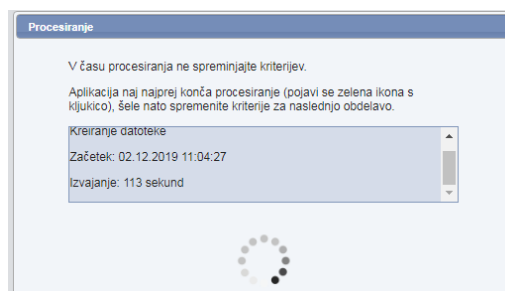 Procesiranje
V času procesiranja ne spreminjajte kriterijev.
Aplikacija naj najprej konča procesiranje (pojavi se zelena ikona s
kljukico), šele nato spremenite kriterije za naslednjo obdelavo.
Kreiranje datoteke
Začetek: 02.12.2019 11:04:27
Izvajanje: 113 sekund